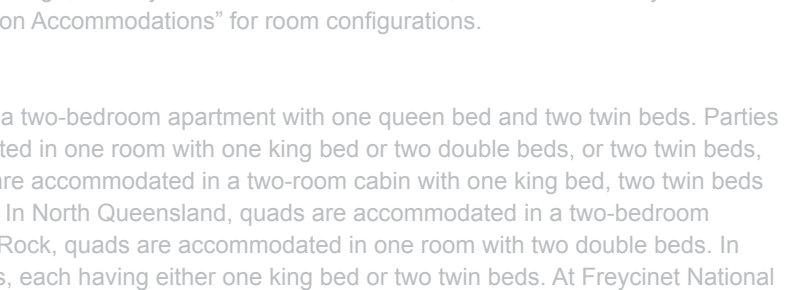 on Accommodations” for room configurations.
a two-bedroom apartment with one queen bed and two twin beds. Parties
ted in one room with one king bed or two double beds, or two twin beds,
are accommodated in a two-room cabin with one king bed, two twin beds
In North Queensland, quads are accommodated in a two-bedroom
Rock, quads are accommodated in one room with two double beds. In
s, each having either one king bed or two twin beds. At Freycinet National